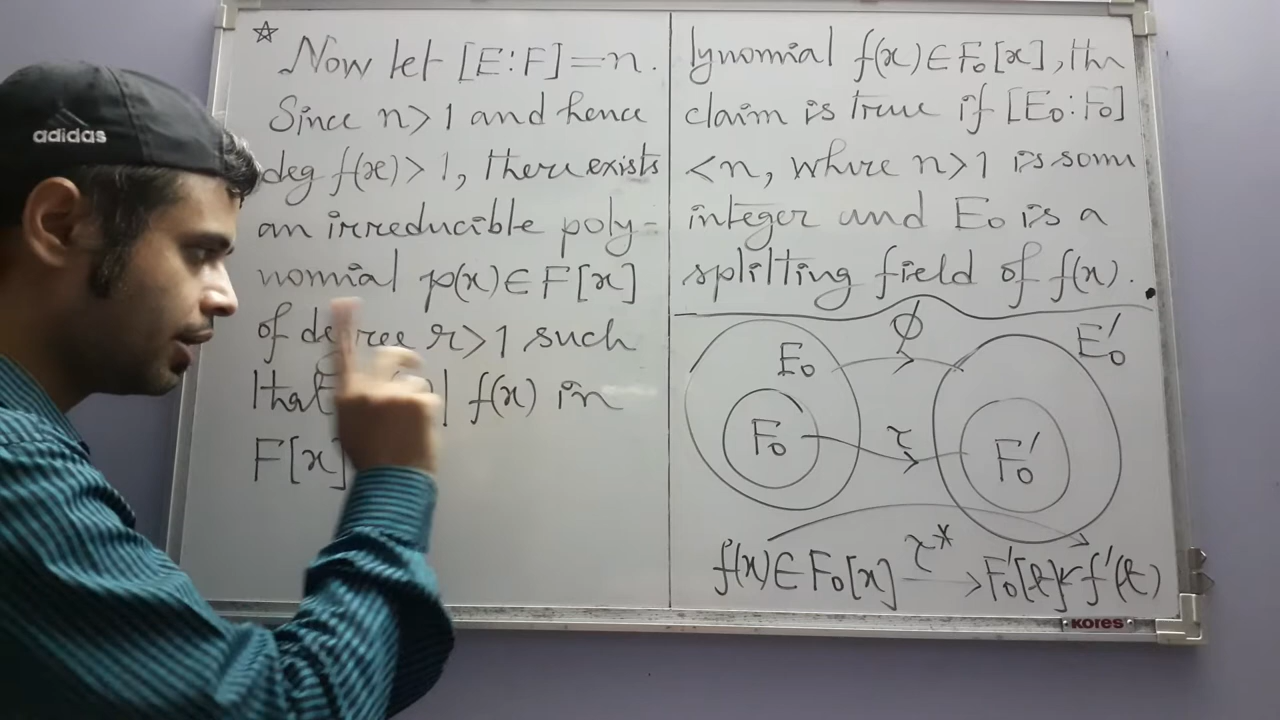 ☆ Now let [E:F]=n.
Since n>1 and hence
deg f(x)>1, there exists
an irreducible poly-
nomial p(x)∈F[x]
of degree r>1 such
that | f(x) in
F[x]
lynomial f(x)∈F₀[x], the
claim is true if [E₀:F₀]
<n, where n>1 is some
integer and E₀ is a
splitting field of f(x).
E₀ ϕ E₀'
F₀ τ F₀'
f(x)∈F₀[x] τ* F₀'[t] f'(t)
adidas
kores